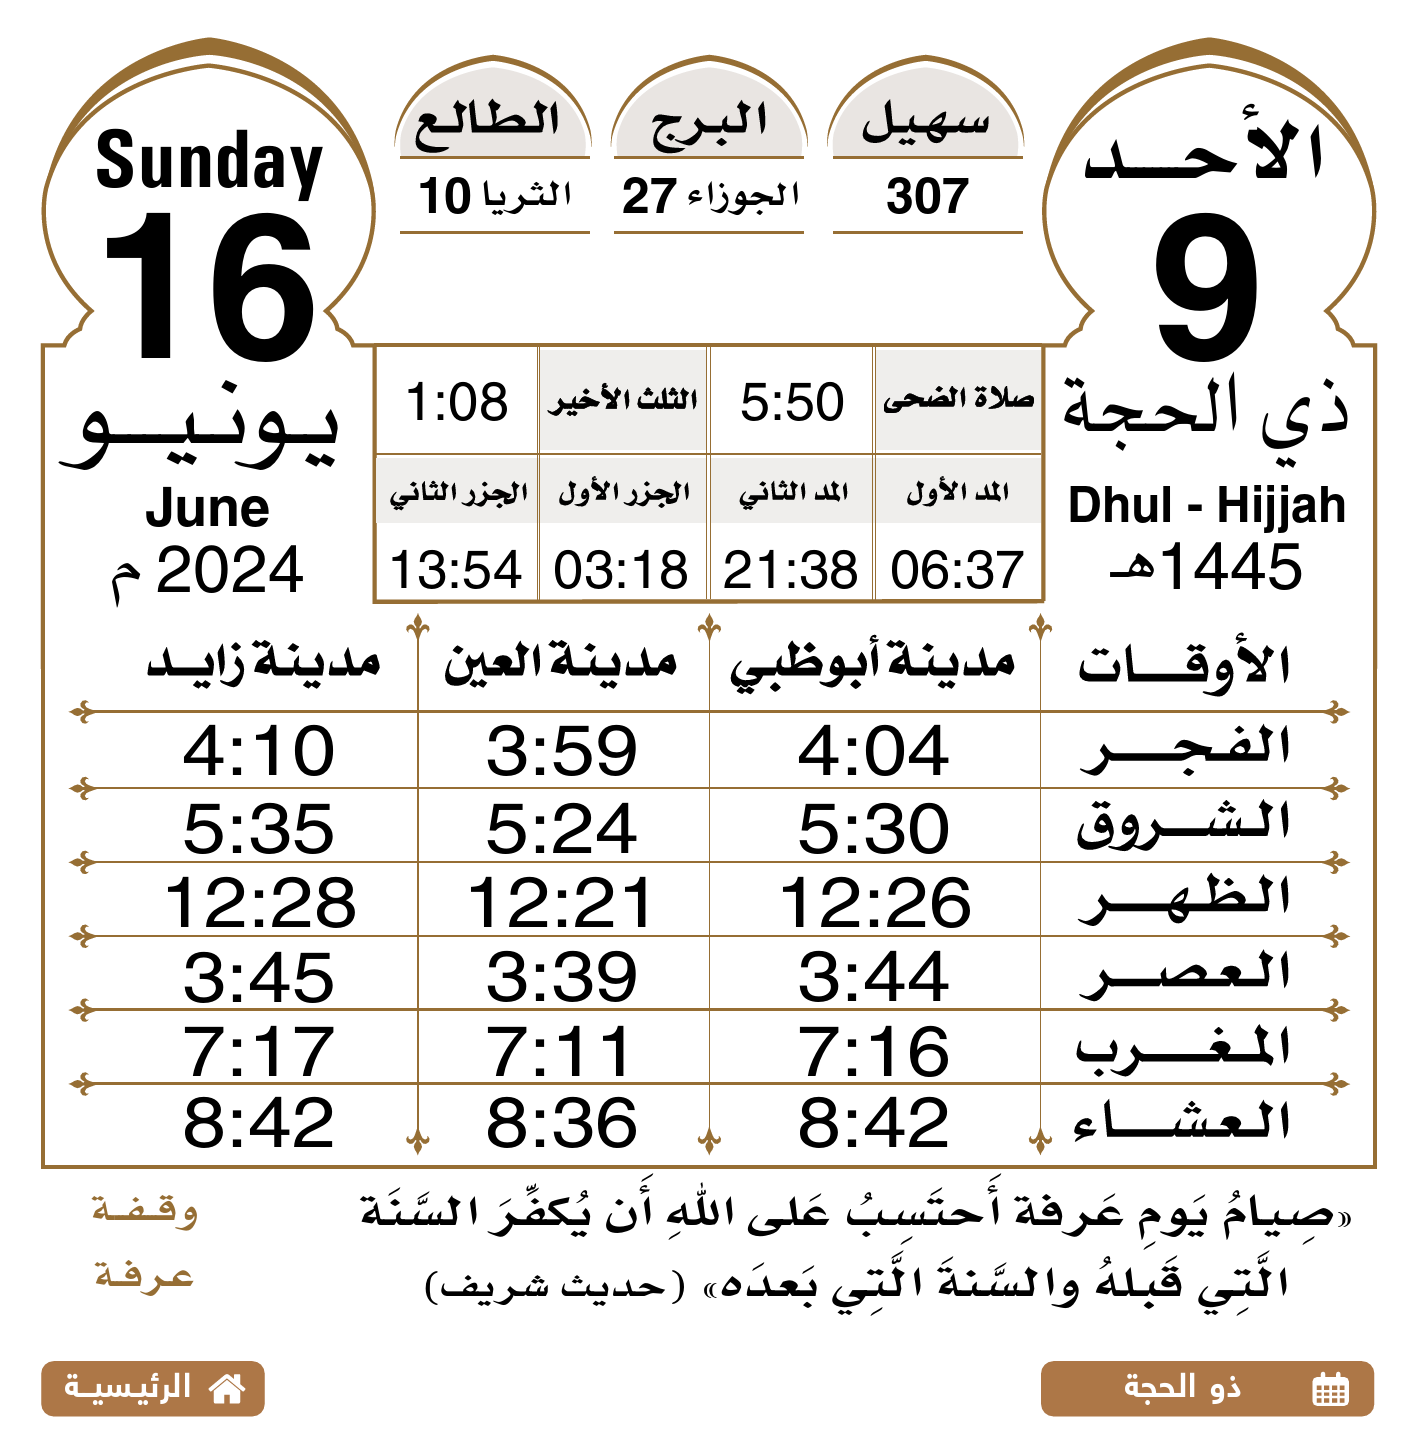 الأحد
9
ذي الحجة
Dhul - Hijjah
1445هـ
سهيل
307
البرج
الجوزاء 27
الطالع
الثريا 10
Sunday
16
يونيو
June
2024 م
صلاة الضحى 5:50 الثلث الأخير 1:08
المد الأول المد الثاني الجزر الأول الجزر الثاني
06:37 21:38 03:18 13:54
الأوقات مدينة أبوظبي مدينة العين مدينة زايد
الفجر 4:04 3:59 4:10
الشروق 5:30 5:24 5:35
الظهر 12:26 12:21 12:28
العصر 3:44 3:39 3:45
المغرب 7:16 7:11 7:17
العشاء 8:42 8:36 8:42
«صِيامُ يَومِ عَرفة أَحتَسِبُ عَلى اللهِ أَن يُكفِّرَ السَّنَة
الَّتِي قَبلهُ والسَّنةَ الَّتِي بَعدَه» (حديث شريف)
وقفة
عرفة
ذو الحجة
الرئيسية